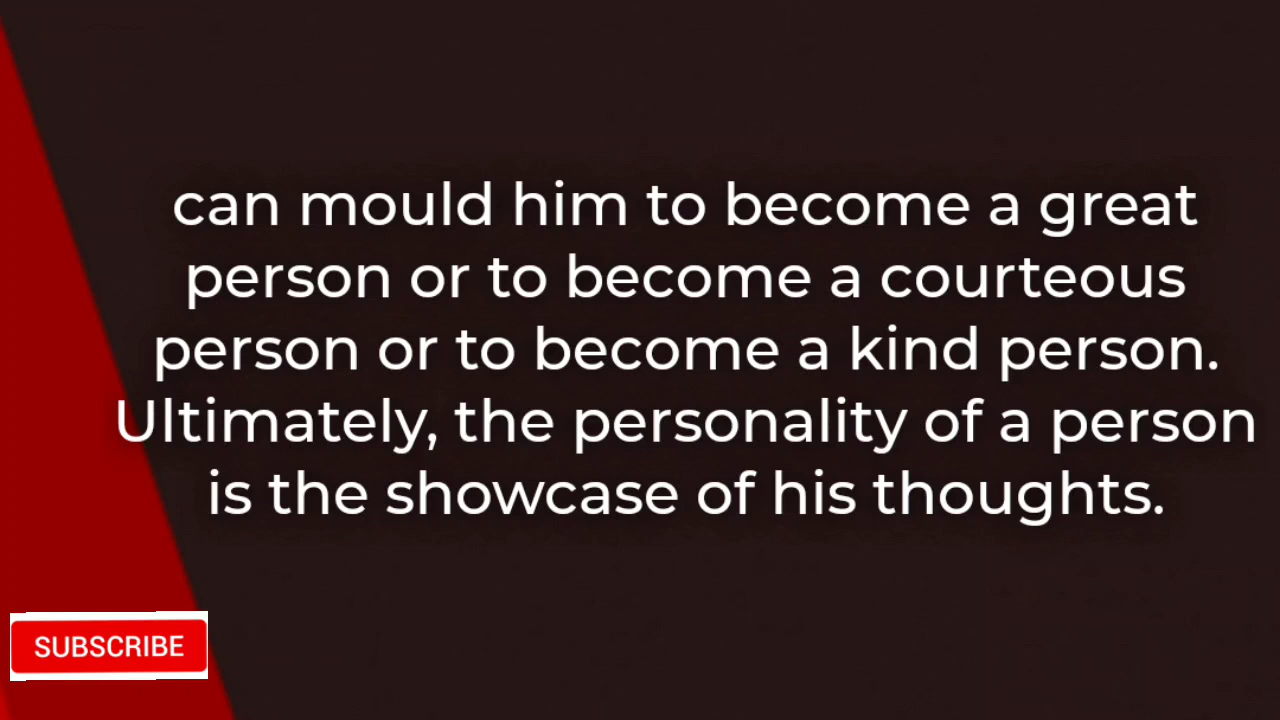 can mould him to become a great
person or to become a courteous
person or to become a kind person.
Ultimately, the personality of a person
is the showcase of his thoughts.
SUBSCRIBE